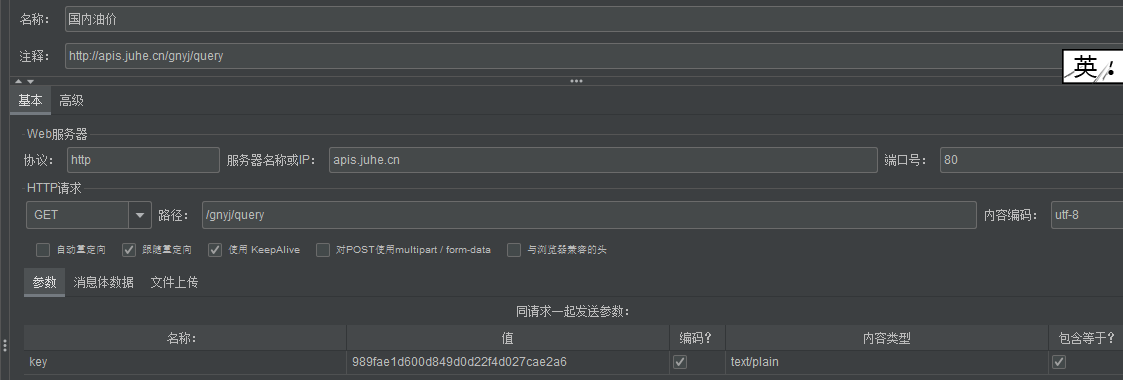 名称： 国内油价
注释： http://apis.juhe.cn/gnyj/query
英
基本 高级
Web服务器
协议： http 服务器名称或IP： apis.juhe.cn 端口号： 80
HTTP请求
GET 路径： /gnyj/query 内容编码： utf-8
自动重定向 跟随重定向 使用 KeepAlive 对POST使用multipart / form-data 与浏览器兼容的头
参数 消息体数据 文件上传
同请求一起发送参数：
名称： 值 编码？ 内容类型 包含等于？
key 989fae1d600d849d0d22f4d027cae2a6 text/plain